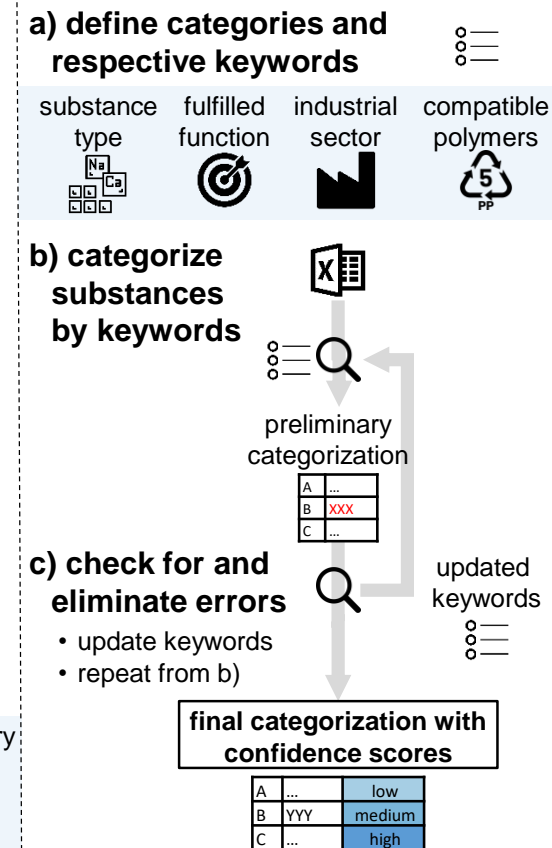 a) define categories and
respective keywords
substance type
fulfilled function
industrial sector
compatible polymers
Na
Ca
5
PP
b) categorize
substances
by keywords
X
preliminary
categorization
A ...
B XXX
C ...
c) check for and
eliminate errors
• update keywords
• repeat from b)
updated
keywords
ry
final categorization with
confidence scores
A ... low
B YYY medium
C ... high